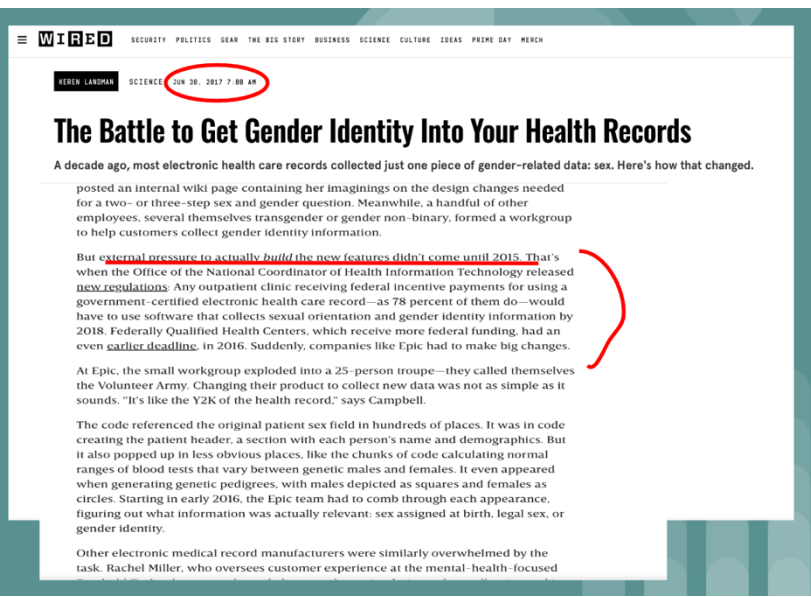 WIRED
SECURITY POLITICS GEAR THE BIG STORY BUSINESS SCIENCE CULTURE IDEAS PRIME DAY MERCH
KEREN LANDMAN SCIENCE JUN 30, 2017 7:00 AM
The Battle to Get Gender Identity Into Your Health Records
A decade ago, most electronic health care records collected just one piece of gender-related data: sex. Here's how that changed.
posted an internal wiki page containing her imaginings on the design changes needed
for a two- or three-step sex and gender question. Meanwhile, a handful of other
employees, several themselves transgender or gender non-binary, formed a workgroup
to help customers collect gender identity information.
But external pressure to actually build the new features didn't come until 2015. That's
when the Office of the National Coordinator of Health Information Technology released
new regulations: Any outpatient clinic receiving federal incentive payments for using a
government-certified electronic health care record—as 78 percent of them do—would
have to use software that collects sexual orientation and gender identity information by
2018. Federally Qualified Health Centers, which receive more federal funding, had an
even earlier deadline, in 2016. Suddenly, companies like Epic had to make big changes.
At Epic, the small workgroup exploded into a 25-person troupe—they called themselves
the Volunteer Army. Changing their product to collect new data was not as simple as it
sounds. "It's like the Y2K of the health record," says Campbell.
The code referenced the original patient sex field in hundreds of places. It was in code
creating the patient header, a section with each person's name and demographics. But
it also popped up in less obvious places, like the chunks of code calculating normal
ranges of blood tests that vary between genetic males and females. It even appeared
when generating genetic pedigrees, with males depicted as squares and females as
circles. Starting in early 2016, the Epic team had to comb through each appearance,
figuring out what information was actually relevant: sex assigned at birth, legal sex, or
gender identity.
Other electronic medical record manufacturers were similarly overwhelmed by the
task. Rachel Miller, who oversees customer experience at the mental-health-focused